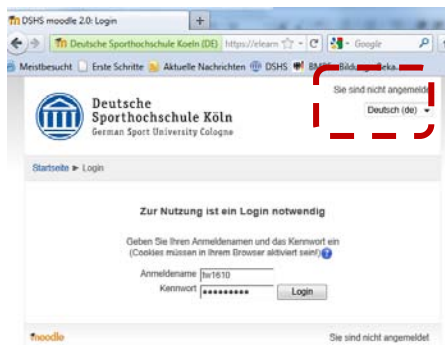 DSHS moodle 2.0: Login
Deutsche Sporthochschule Koeln (DE) https://elearn Google
Meistbesucht Erste Schritte Aktuelle Nachrichten DSHS
Sie sind nicht angemeldet
Deutsch (de)
Deutsche
Sporthochschule Köln
German Sport University Cologne
Startseite ► Login
Zur Nutzung ist ein Login notwendig
Geben Sie Ihren Anmeldenamen und das Kennwort ein
(Cookies müssen in Ihrem Browser aktiviert sein!)
Anmeldename tw1610
Kennwort •••••••••
Login
moodle
Sie sind nicht angemeldet